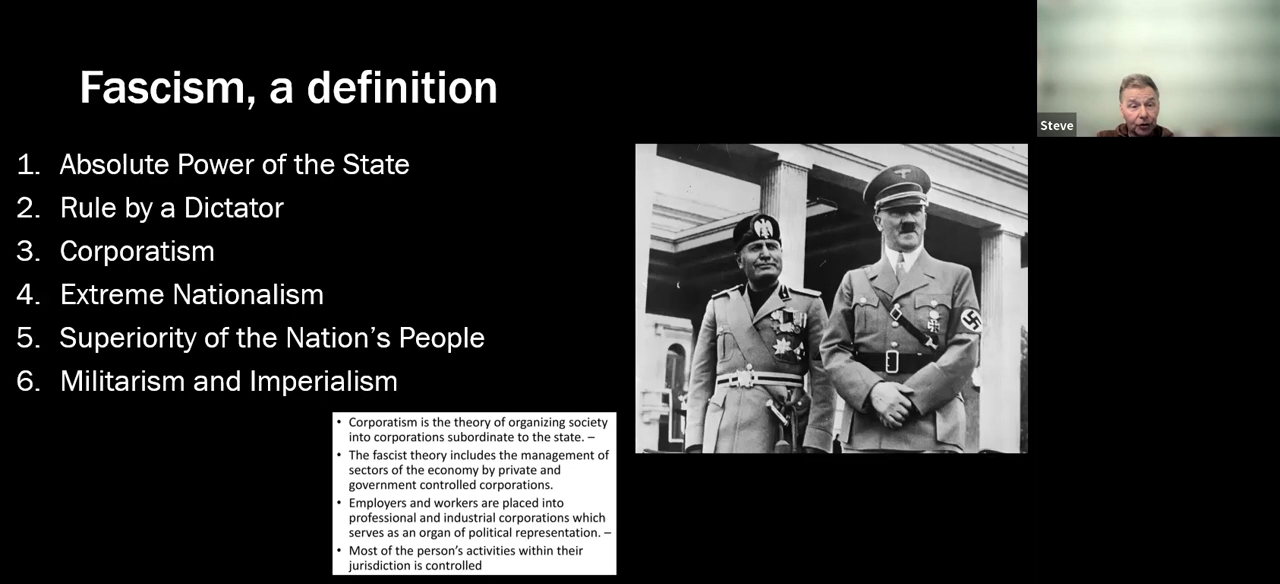 Fascism, a definition
1. Absolute Power of the State
2. Rule by a Dictator
3. Corporatism
4. Extreme Nationalism
5. Superiority of the Nation's People
6. Militarism and Imperialism
• Corporatism is the theory of organizing society
into corporations subordinate to the state. –
• The fascist theory includes the management of
sectors of the economy by private and
government controlled corporations.
• Employers and workers are placed into
professional and industrial corporations which
serves as an organ of political representation. –
• Most of the person's activities within their
jurisdiction is controlled
Steve